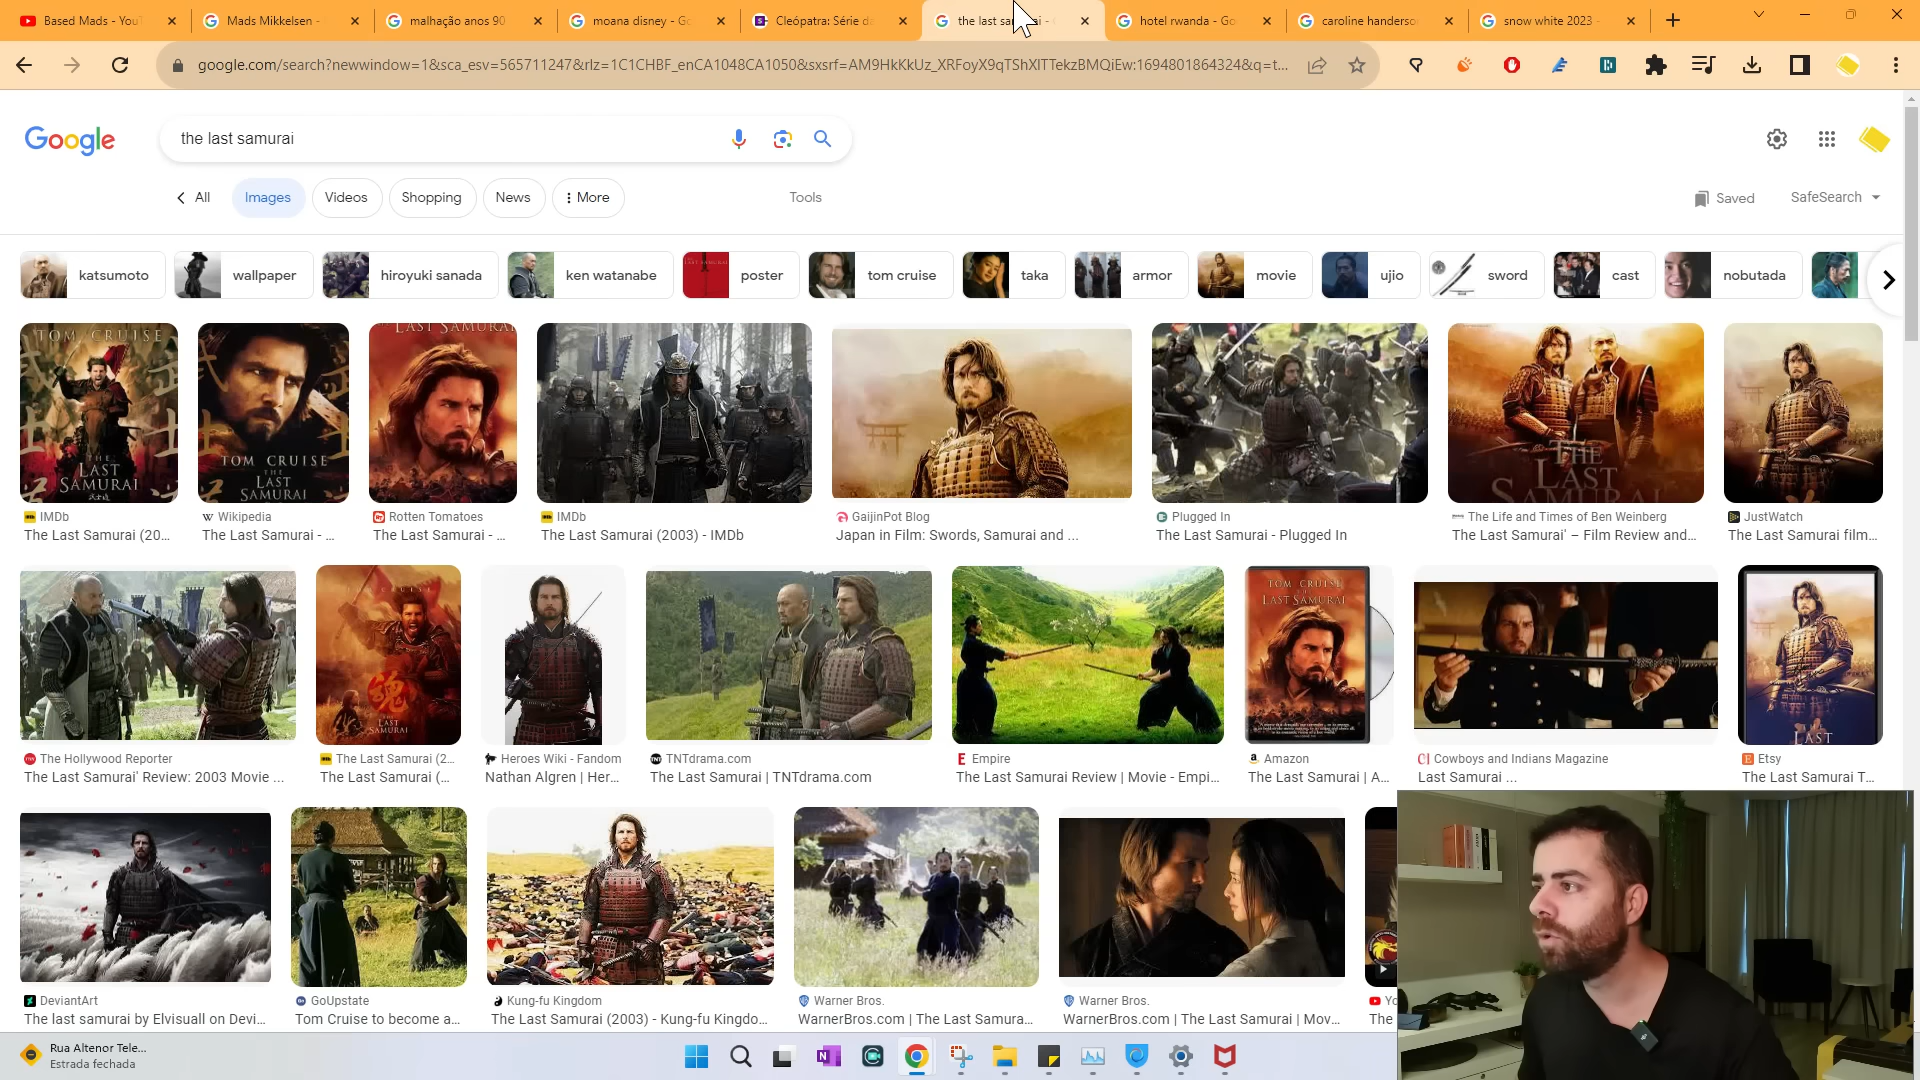 Based Mads - YouT
Mads Mikkelsen -
malhação anos 90
moana disney - Go
Cleópatra: Série da
the last samurai -
hotel rwanda - Go
caroline handerson
snow white 2023 -
google.com/search?newwindow=1&sca_esv=565711247&rlz=1C1CHBF_enCA1048CA1050&sxsrf=AM9HkKkUz_XRFoyX9qTShXITTekzBMQiEw:1694801864324&q=t...
Google
the last samurai
All
Images
Videos
Shopping
News
More
Tools
Saved
SafeSearch
katsumoto
wallpaper
hiroyuki sanada
ken watanabe
poster
tom cruise
taka
armor
movie
ujio
sword
cast
nobutada
TOM CRUISE
THE
LAST
SAMURAI
TOM CRUISE
THE
LAST
SAMURAI
LAST SAMURAI
THE
LAST
SAMURAI
IMDb
The Last Samurai (20...
Wikipedia
The Last Samurai - ...
Rotten Tomatoes
The Last Samurai - ...
IMDb
The Last Samurai (2003) - IMDb
GaijinPot Blog
Japan in Film: Swords, Samurai and ...
Plugged In
The Last Samurai - Plugged In
The Life and Times of Ben Weinberg
The Last Samurai' – Film Review and...
JustWatch
The Last Samurai film...
LAST
SAMURAI
TOM CRUISE
LAST SAMURAI
LAST
The Hollywood Reporter
The Last Samurai' Review: 2003 Movie ...
The Last Samurai (2...
The Last Samurai (...
Heroes Wiki - Fandom
Nathan Algren | Her...
TNTdrama.com
The Last Samurai | TNTdrama.com
Empire
The Last Samurai Review | Movie - Empi...
Amazon
The Last Samurai | A...
Cowboys and Indians Magazine
Last Samurai ...
Etsy
The Last Samurai T...
DeviantArt
The last samurai by Elvisuall on Devi...
GoUpstate
Tom Cruise to become a...
Kung-fu Kingdom
The Last Samurai (2003) - Kung-fu Kingdo...
Warner Bros.
WarnerBros.com | The Last Samura...
Warner Bros.
WarnerBros.com | The Last Samurai | Mov...
Yo
The
Rua Altenor Tele...
Estrada fechada